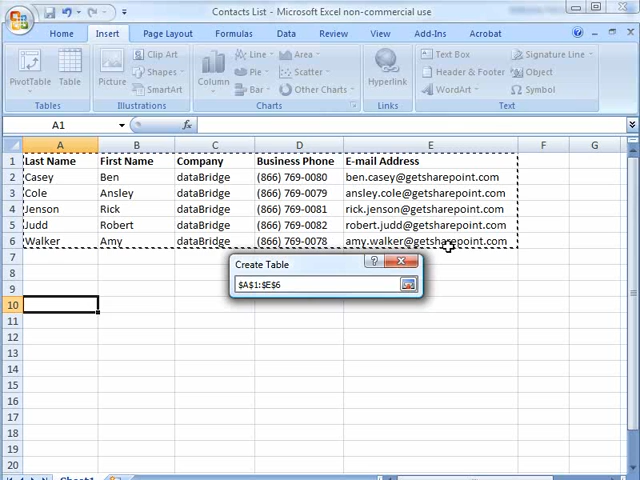 Contacts List - Microsoft Excel non-commercial use
Home Insert Page Layout Formulas Data Review View Add-Ins Acrobat
PivotTable Table Picture Clip Art Shapes SmartArt Column Line Pie Bar Area Scatter Other Charts Hyperlink Text Box Header & Footer WordArt Signature Line Object Symbol
Tables Illustrations Charts Links Text
A1 fx
A B C D E F G
1 Last Name First Name Company Business Phone E-mail Address
2 Casey Ben dataBridge (866) 769-0080 ben.casey@getsharepoint.com
3 Cole Ansley dataBridge (866) 769-0079 ansley.cole@getsharepoint.com
4 Jenson Rick dataBridge (866) 769-0081 rick.jenson@getsharepoint.com
5 Judd Robert dataBridge (866) 769-0082 robert.judd@getsharepoint.com
6 Walker Amy dataBridge (866) 769-0078 amy.walker@getsharepoint.com
7
8
Create Table ?
9
$A$1:$E$6
10
11
12
13
14
15
16
17
18
19
20
Sheet1